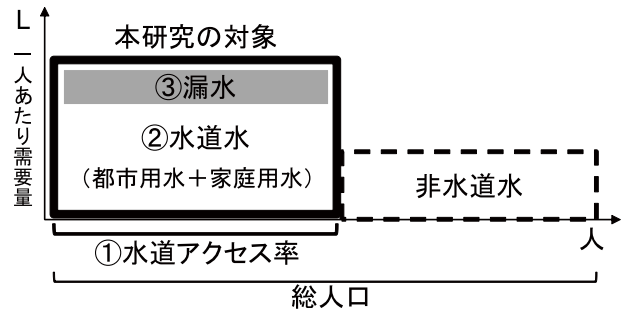 L
一人あたり需要量
本研究の対象
③漏水
②水道水
（都市用水＋家庭用水）
非水道水
人
①水道アクセス率
総人口